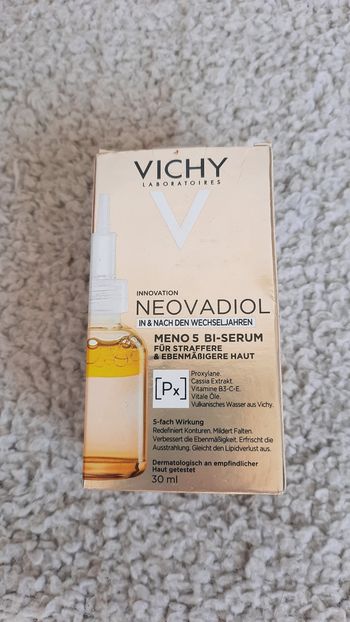 VICHY
LABORATOIRES
INNOVATION
NEOVADIOL
IN & NACH DEN WECHSELJAHREN
MENO 5 BI-SERUM
FÜR STRAFFERE
& EBENMÄßIGERE HAUT
[Px]
Proxylane.
Cassia Extrakt.
Vitamine B3-C-E.
Vitale Öle.
Vulkanisches Wasser aus Vichy.
5-fach Wirkung
Redefiniert Konturen. Mildert Falten.
Verbessert die Ebenmäßigkeit. Erfrischt die
Ausstrahlung. Gleicht den Lipidverlust aus.
Dermatologisch an empfindlicher
Haut getestet
30 ml